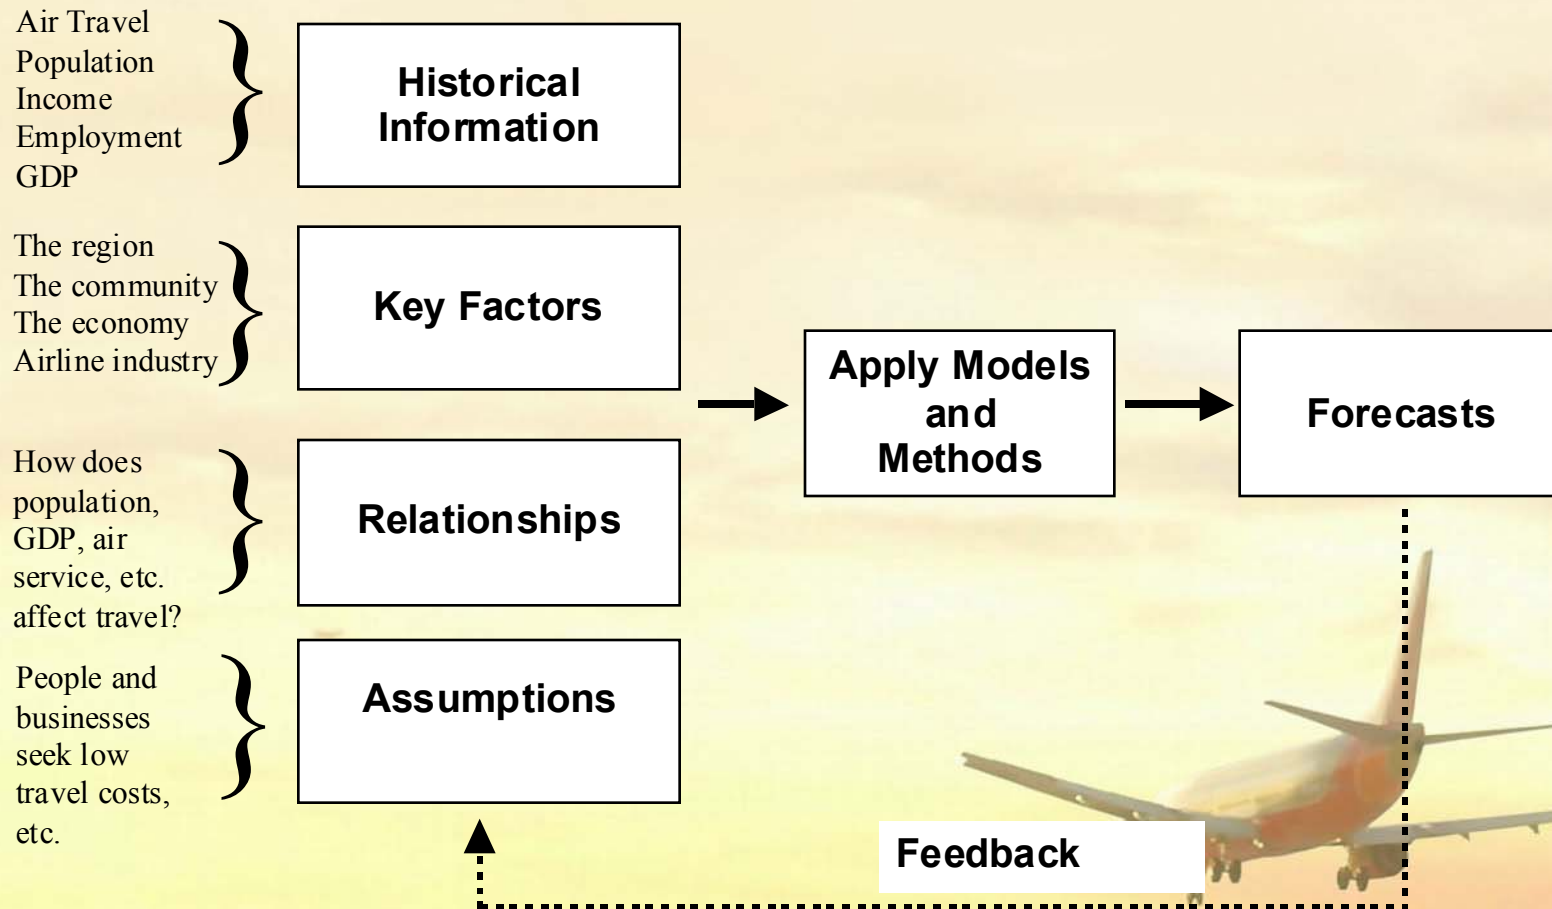 Air Travel
Population
Income
Employment
GDP
Historical
Information
The region
The community
The economy
Airline industry
Key Factors
How does
population,
GDP, air
service, etc.
affect travel?
Relationships
People and
businesses
seek low
travel costs,
etc.
Assumptions
Apply Models
and
Methods
Forecasts
Feedback